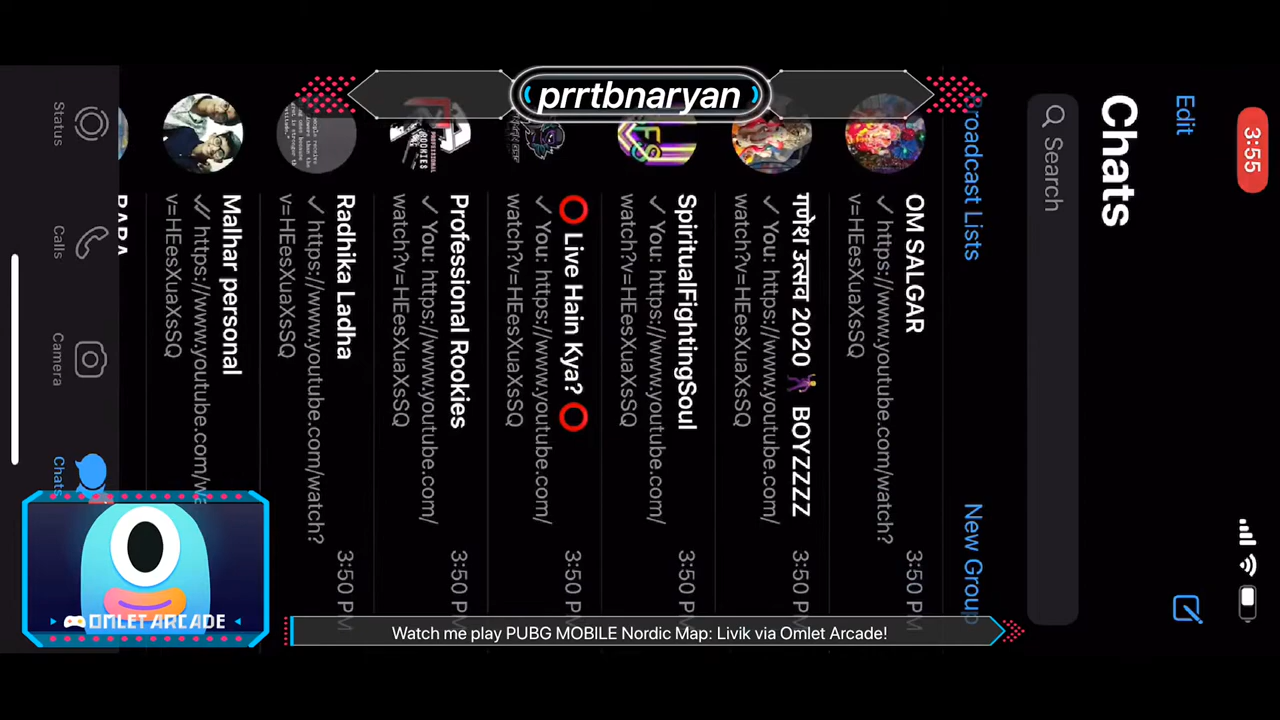 prrtbnaryan
3:55
Edit
Chats
Search
Broadcast Lists
New Group
OM SALGAR
https://www.youtube.com/watch?
v=HEesXuaXsSQ
3:50 PM
गणेश उत्सव 2020 🕺 BOYZZZZ
You: https://www.youtube.com/
watch?v=HEesXuaXsSQ
3:50 PM
SpiritualFightingSoul
You: https://www.youtube.com/
watch?v=HEesXuaXsSQ
3:50 PM
⭕ Live Hain Kya? ⭕
You: https://www.youtube.com/
watch?v=HEesXuaXsSQ
3:50 PM
Professional Rookies
You: https://www.youtube.com/
watch?v=HEesXuaXsSQ
3:50 PM
Radhika Ladha
https://www.youtube.com/watch?
v=HEesXuaXsSQ
3:50 PM
Malhar personal
https://www.youtube.com/wa
v=HEesXuaXsSQ
Status
Calls
Camera
Chats
OMLET ARCADE
Watch me play PUBG MOBILE Nordic Map: Livik via Omlet Arcade!